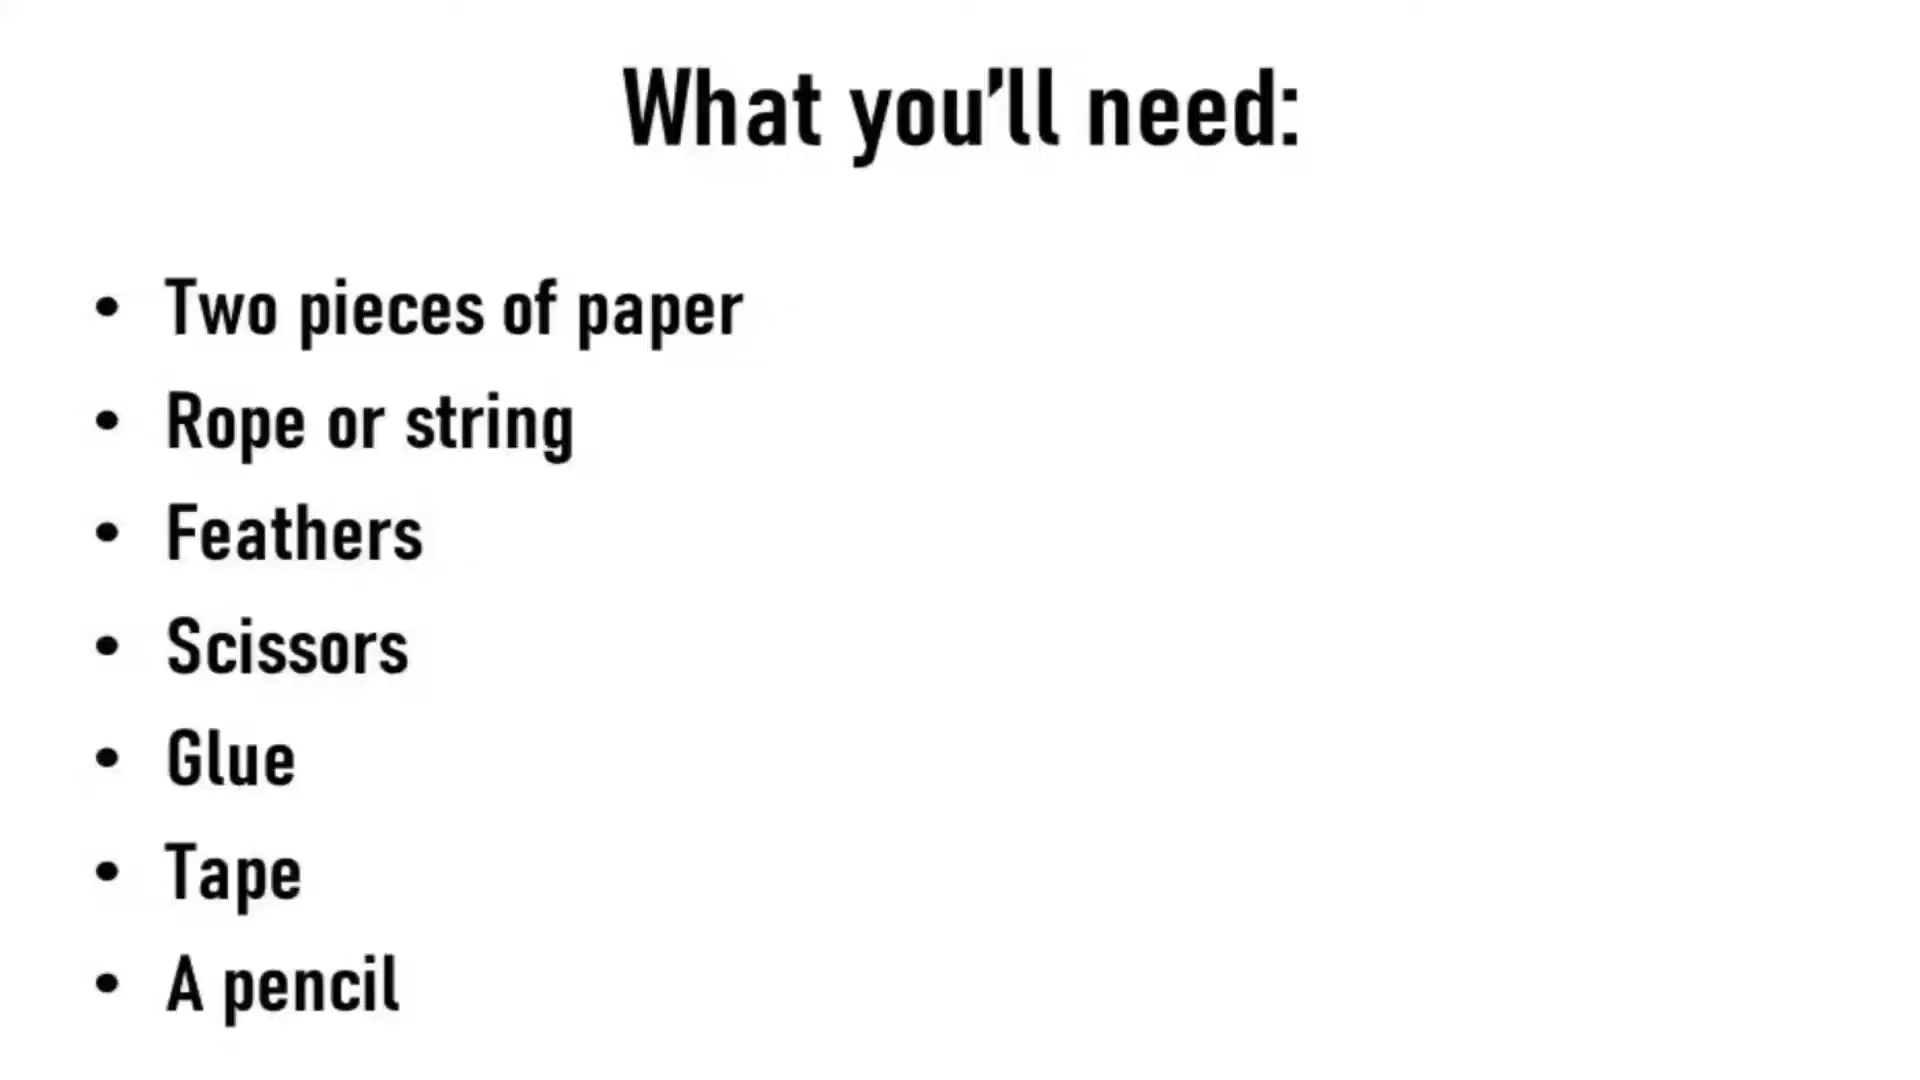 What you’ll need:
• Two pieces of paper
• Rope or string
• Feathers
• Scissors
• Glue
• Tape
• A pencil